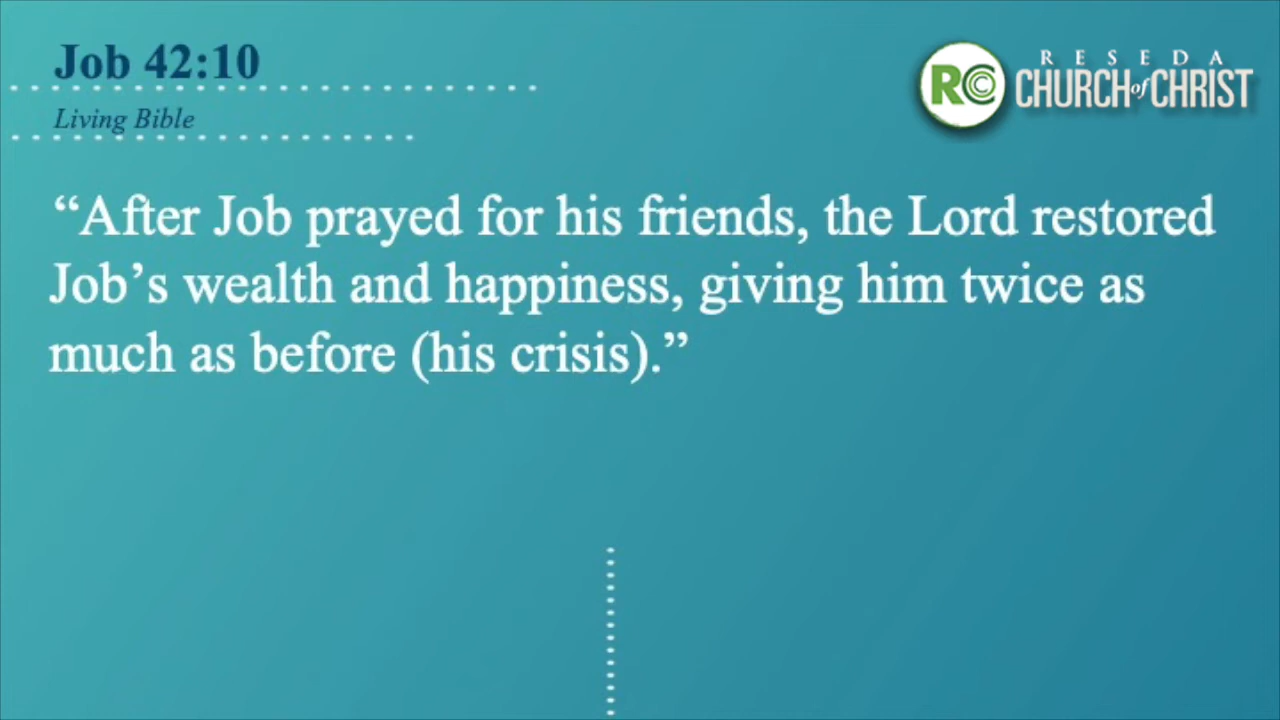 Job 42:10
Living Bible
RCC
RESEDA
CHURCH of CHRIST
“After Job prayed for his friends, the Lord restored
Job’s wealth and happiness, giving him twice as
much as before (his crisis).”